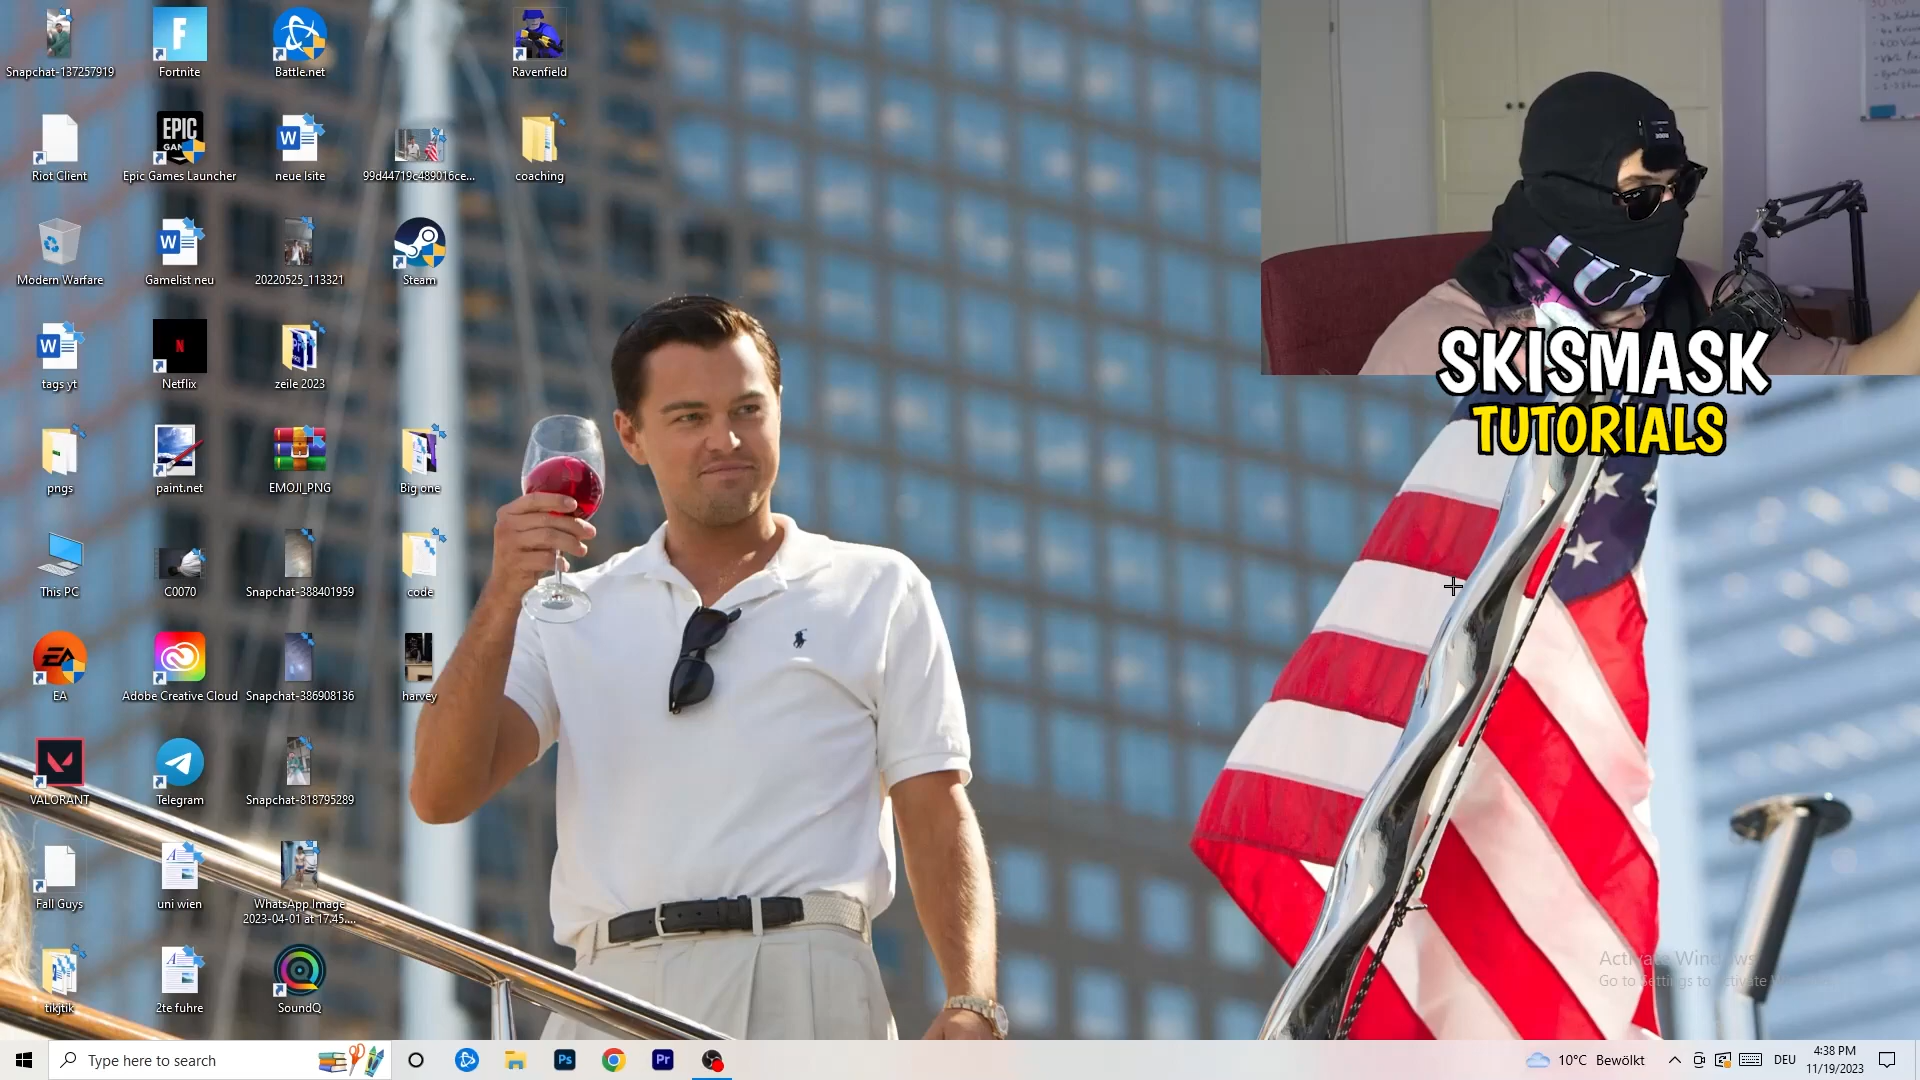 Snapchat-137257919
Fortnite
Battle.net
Ravenfield
Riot Client
EPIC
Epic Games Launcher
neue lsite
99d44719c489016ce...
coaching
Modern Warfare
Gamelist neu
20220525_113321
Steam
tags yt
Netflix
zeile 2023
pngs
paint.net
EMOJI_PNG
Big one
This PC
C0070
Snapchat-388401959
code
EA
Adobe Creative Cloud
Snapchat-386908136
harvey
VALORANT
Telegram
Snapchat-818795289
Fall Guys
uni wien
WhatsApp Image
2023-04-01 at 17.45....
tikjtik
2te fuhre
SoundQ
SKISMASK
TUTORIALS
Activate Windows
Go to Settings to activate W
Type here to search
Ps
Pr
10°C Bewölkt
DEU
4:38 PM
11/19/2023